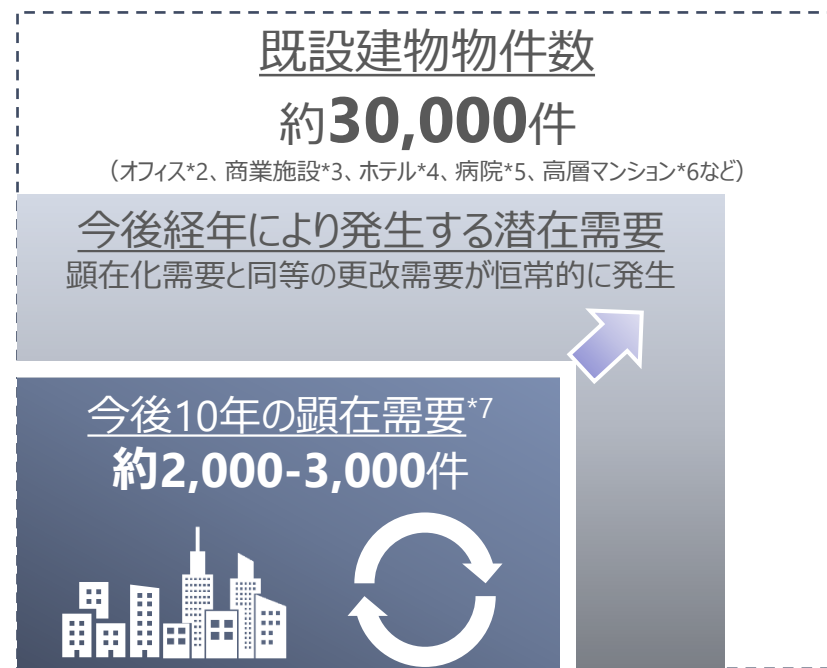 既設建物物件数
約30,000件
（オフィス*2、商業施設*3、ホテル*4、病院*5、高層マンション*6など）
今後経年により発生する潜在需要
顕在化需要と同等の更改需要が恒常的に発生
今後10年の顕在需要*7
約2,000-3,000件